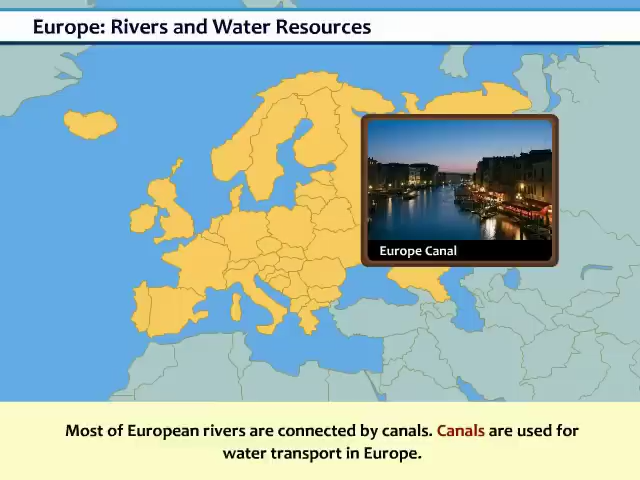 Europe: Rivers and Water Resources
Europe Canal
Most of European rivers are connected by canals. Canals are used for
water transport in Europe.